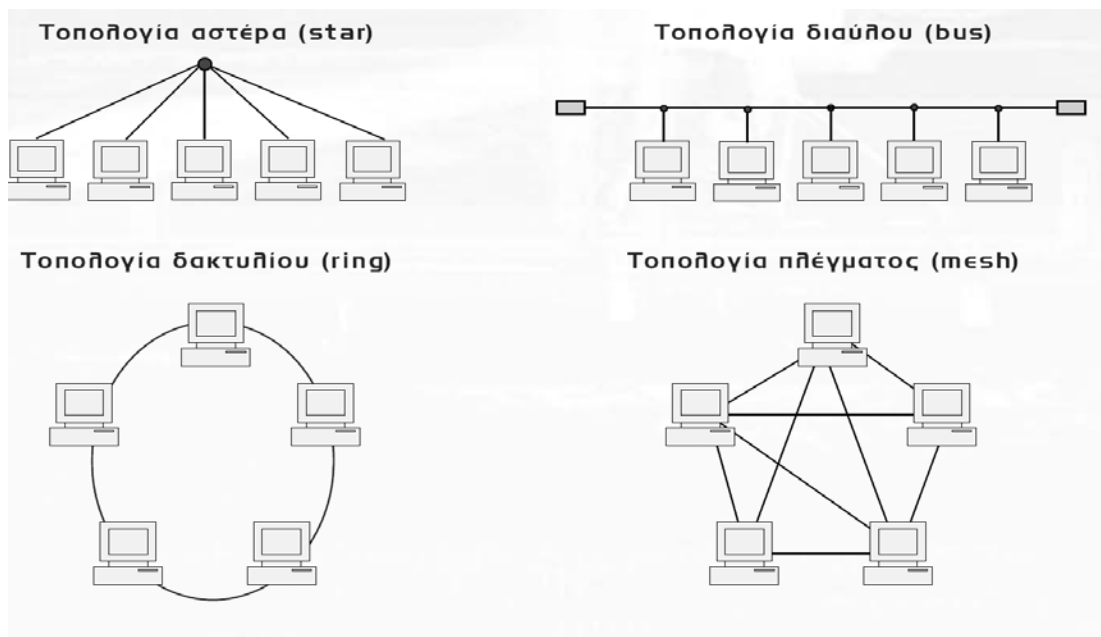 Τοπολογία αστέρα (star)
Τοπολογία διαύλου (bus)
Τοπολογία δακτυλίου (ring)
Τοπολογία πλέγματος (mesh)